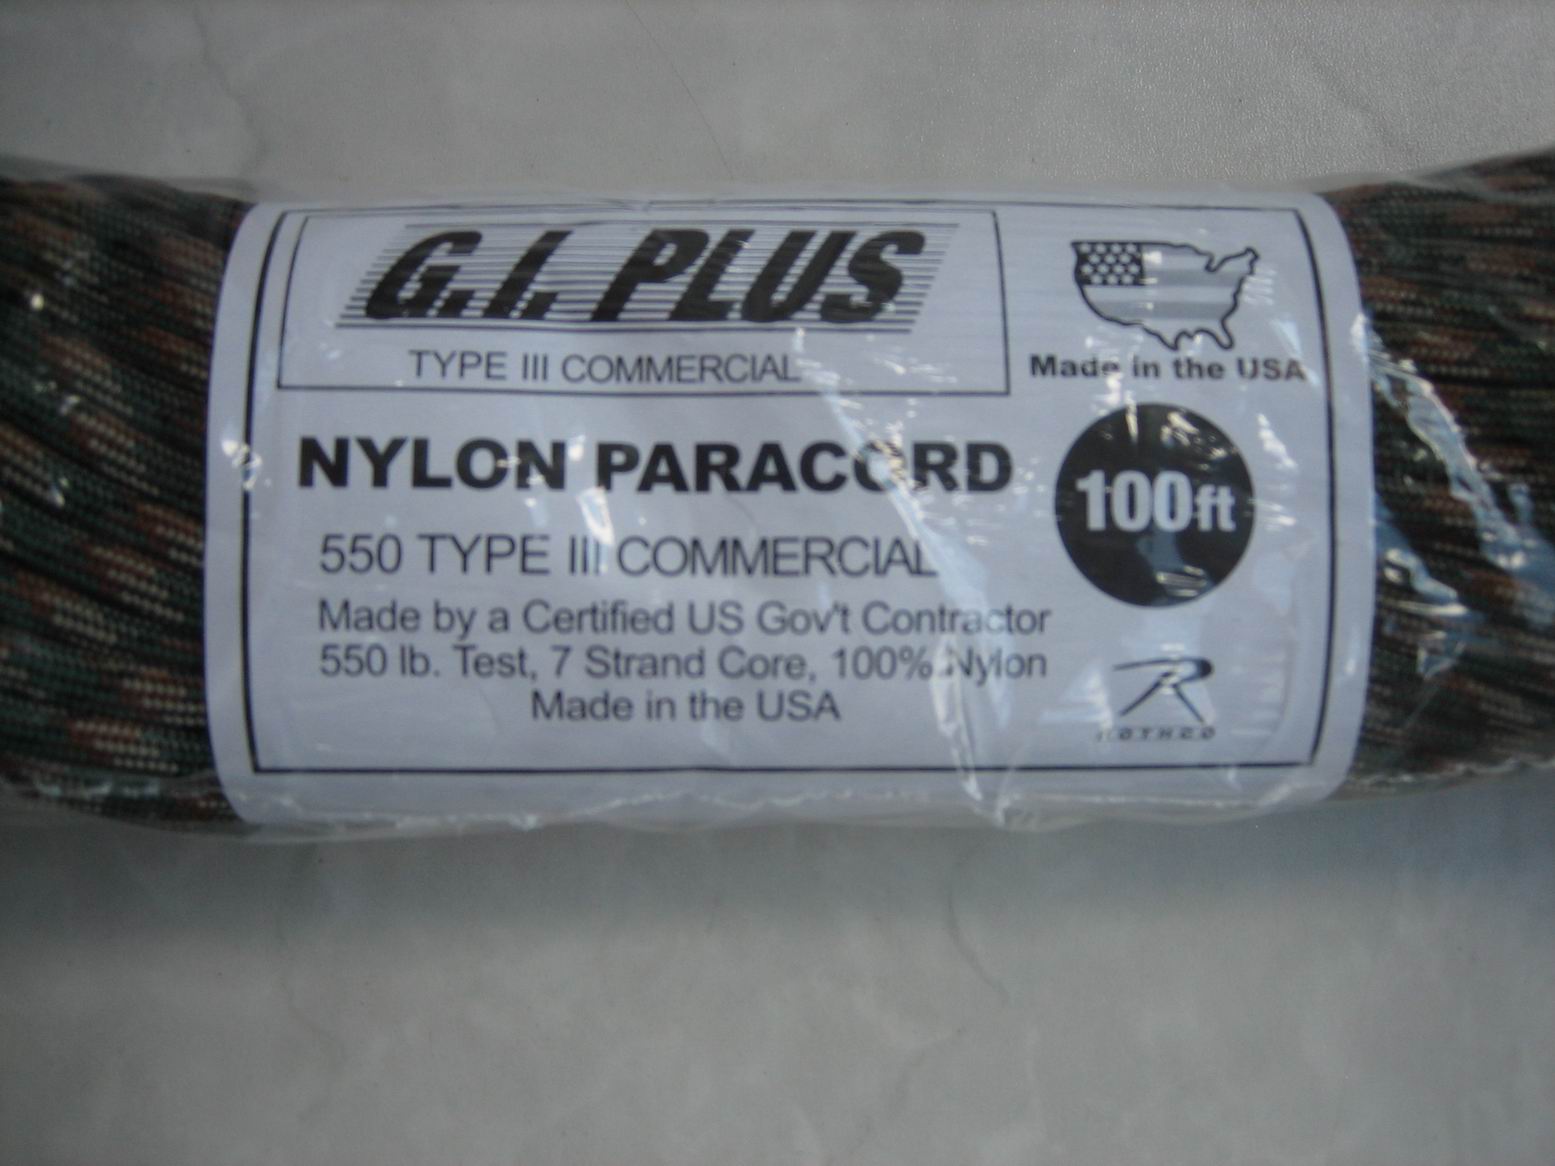 G.I. PLUS
TYPE III COMMERCIAL
Made in the USA
NYLON PARACORD
100ft
550 TYPE III COMMERCIAL
Made by a Certified US Gov't Contractor
550 lb. Test, 7 Strand Core, 100% Nylon
Made in the USA
R
ROTHCO